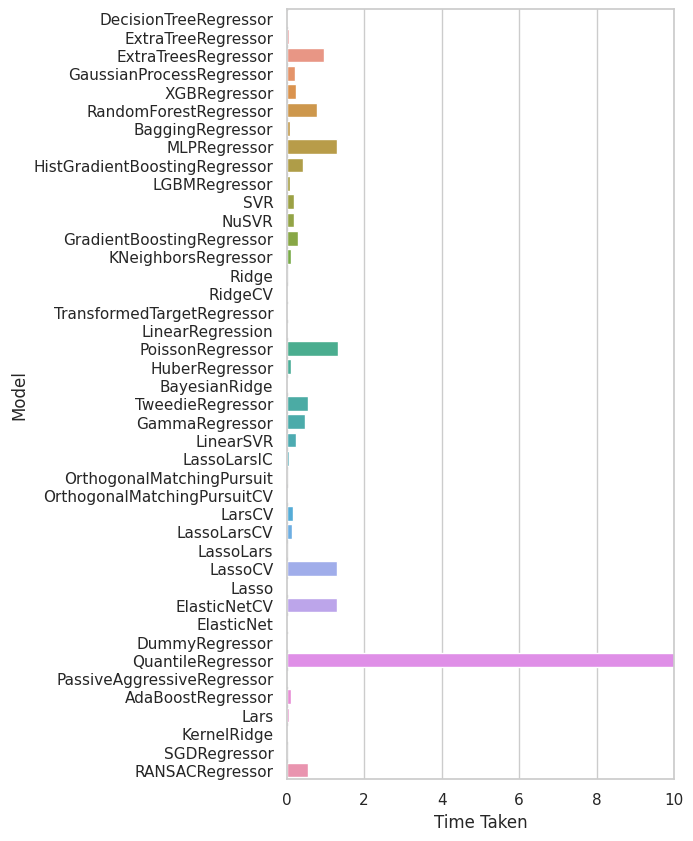 DecisionTreeRegressor
ExtraTreeRegressor
ExtraTreesRegressor
GaussianProcessRegressor
XGBRegressor
RandomForestRegressor
BaggingRegressor
MLPRegressor
HistGradientBoostingRegressor
LGBMRegressor
SVR
NuSVR
GradientBoostingRegressor
KNeighborsRegressor
Ridge
RidgeCV
TransformedTargetRegressor
LinearRegression
PoissonRegressor
HuberRegressor
BayesianRidge
TweedieRegressor
GammaRegressor
LinearSVR
LassoLarsIC
OrthogonalMatchingPursuit
OrthogonalMatchingPursuitCV
LarsCV
LassoLarsCV
LassoLars
LassoCV
Lasso
ElasticNetCV
ElasticNet
DummyRegressor
QuantileRegressor
PassiveAggressiveRegressor
AdaBoostRegressor
Lars
KernelRidge
SGDRegressor
RANSACRegressor
Model
0 2 4 6 8 10
Time Taken